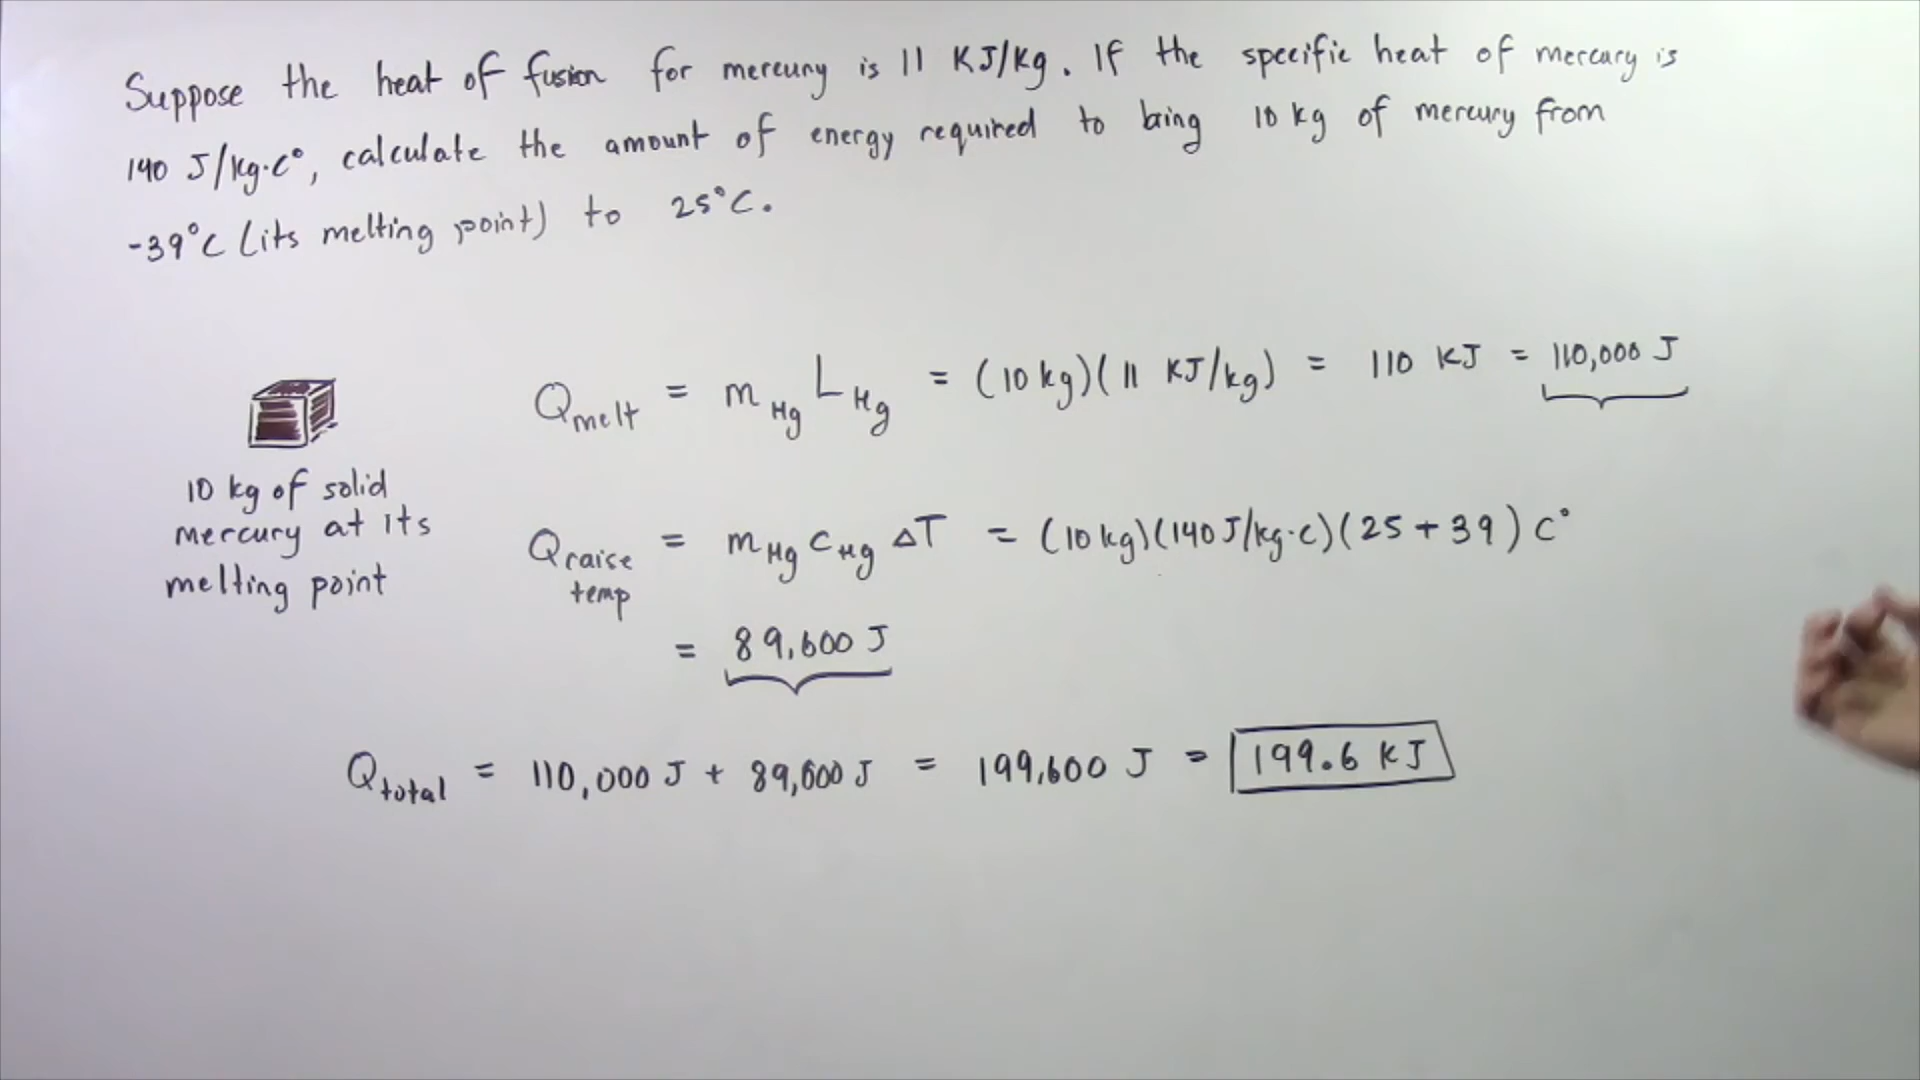 Suppose the heat of fusion for mercury is 11 KJ/kg. If the specific heat of mercury is
140 J/kg·C°, calculate the amount of energy required to bring 10 kg of mercury from
-39°C (its melting point) to 25°C.
Qmelt = mHg LHg = (10 kg)(11 KJ/kg) = 110 KJ = 110,000 J
10 kg of solid
mercury at its
melting point
Qraise temp = mHg cHg ΔT = (10 kg)(140 J/kg·C)(25 + 39) C°
= 89,600 J
Qtotal = 110,000 J + 89,600 J = 199,600 J = 199.6 KJ